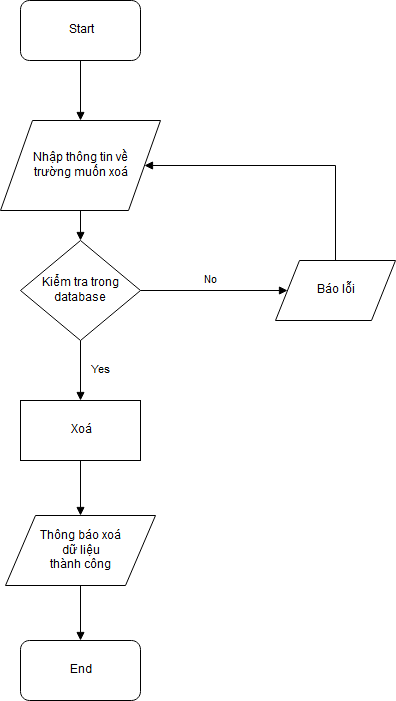 Start
Nhập thông tin về
trường muốn xoá
Kiểm tra trong
database
No
Báo lỗi
Yes
Xoá
Thông báo xoá
dữ liệu
thành công
End